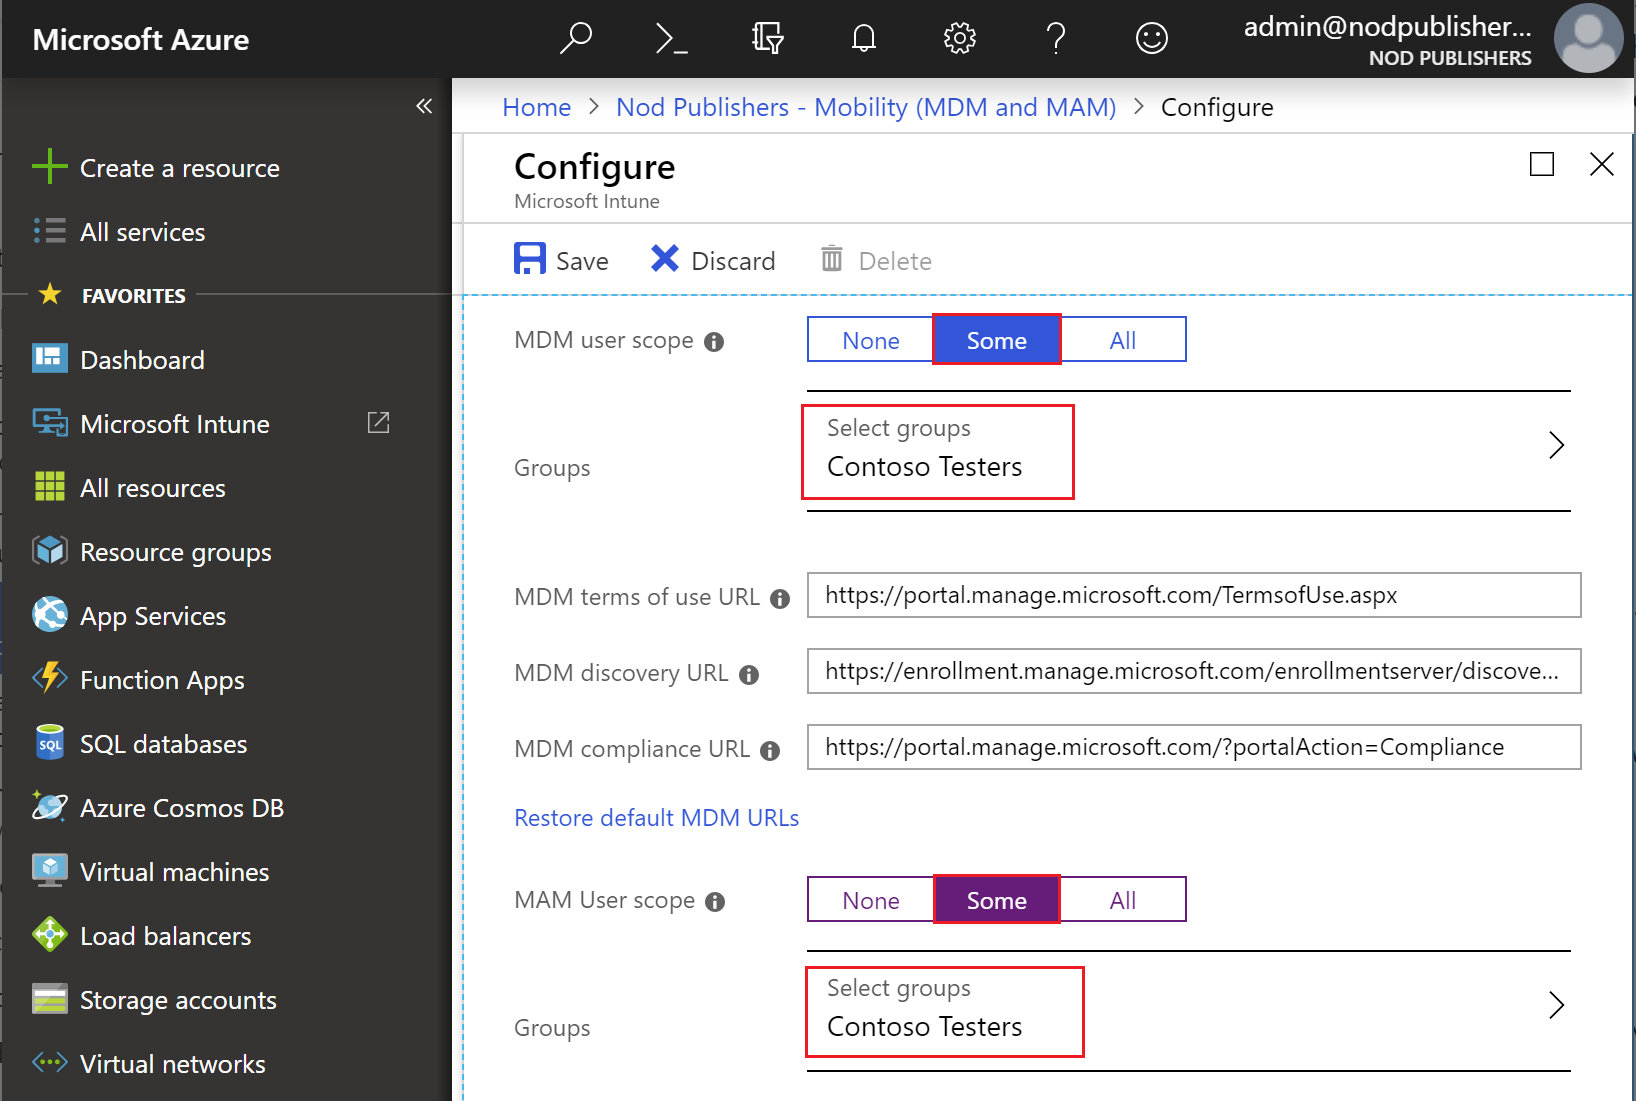 Microsoft Azure
admin@nodpublisher...
NOD PUBLISHERS
Create a resource
All services
FAVORITES
Dashboard
Microsoft Intune
All resources
Resource groups
App Services
Function Apps
SQL
SQL databases
Azure Cosmos DB
Virtual machines
Load balancers
Storage accounts
Virtual networks
Home > Nod Publishers - Mobility (MDM and MAM) > Configure
Configure
Microsoft Intune
Save Discard Delete
MDM user scope None Some All
Groups
Select groups
Contoso Testers
MDM terms of use URL https://portal.manage.microsoft.com/TermsofUse.aspx
MDM discovery URL https://enrollment.manage.microsoft.com/enrollmentserver/discove...
MDM compliance URL https://portal.manage.microsoft.com/?portalAction=Compliance
Restore default MDM URLs
MAM User scope None Some All
Groups
Select groups
Contoso Testers